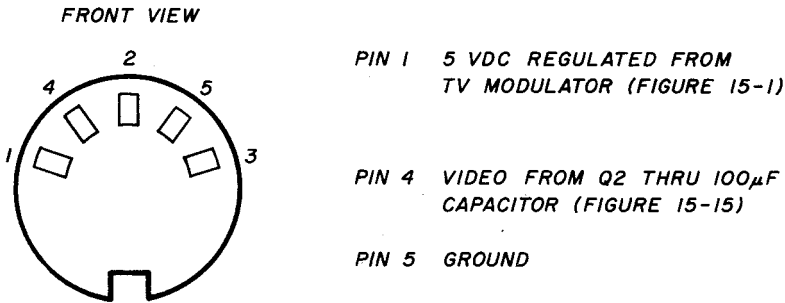 FRONT VIEW
2
4
5
1
3
PIN 1 5 VDC REGULATED FROM
TV MODULATOR (FIGURE 15-1)
PIN 4 VIDEO FROM Q2 THRU 100µF
CAPACITOR (FIGURE 15-15)
PIN 5 GROUND